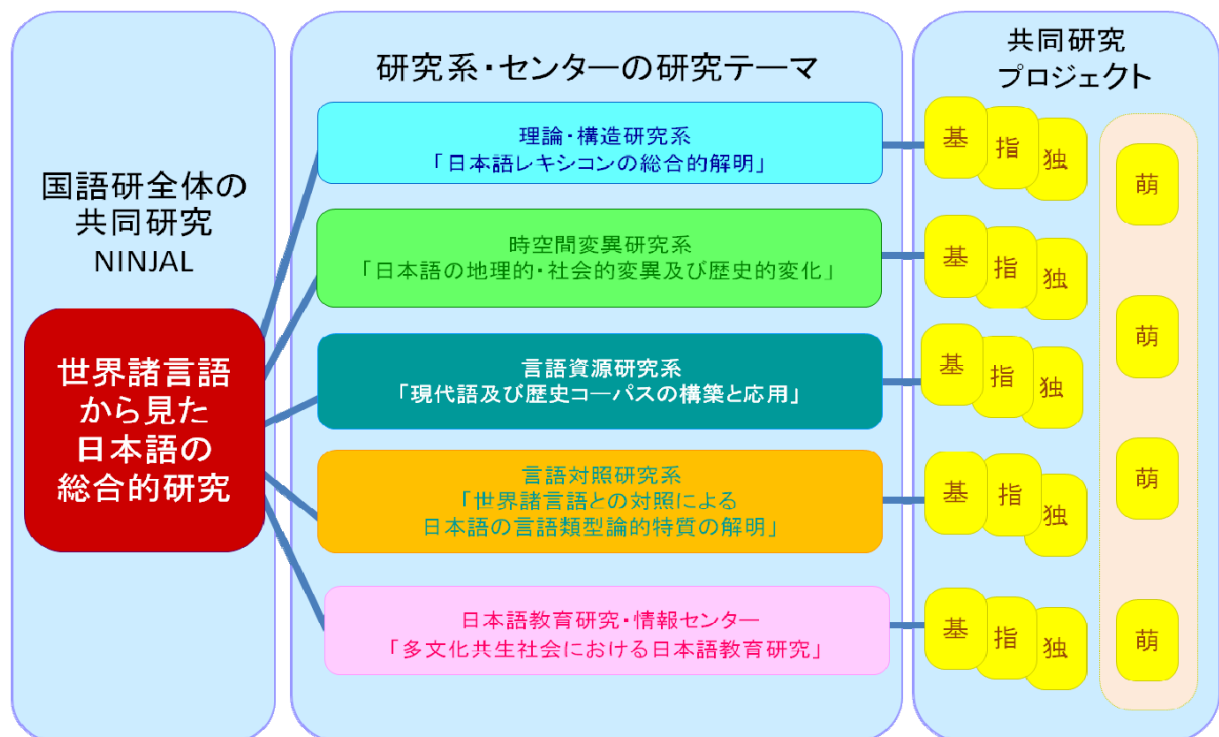 国語研全体の
共同研究
NINJAL
世界諸言語
から見た
日本語の
総合的研究
研究系・センターの研究テーマ
理論・構造研究系
「日本語レキシコンの総合的解明」
時空間変異研究系
「日本語の地理的・社会的変異及び歴史的変化」
言語資源研究系
「現代語及び歴史コーパスの構築と応用」
言語対照研究系
「世界諸言語との対照による
日本語の言語類型論的特質の解明」
日本語教育研究・情報センター
「多文化共生社会における日本語教育研究」
共同研究
プロジェクト
基
指
独
基
指
独
基
指
独
基
指
独
基
指
独
萌
萌
萌
萌